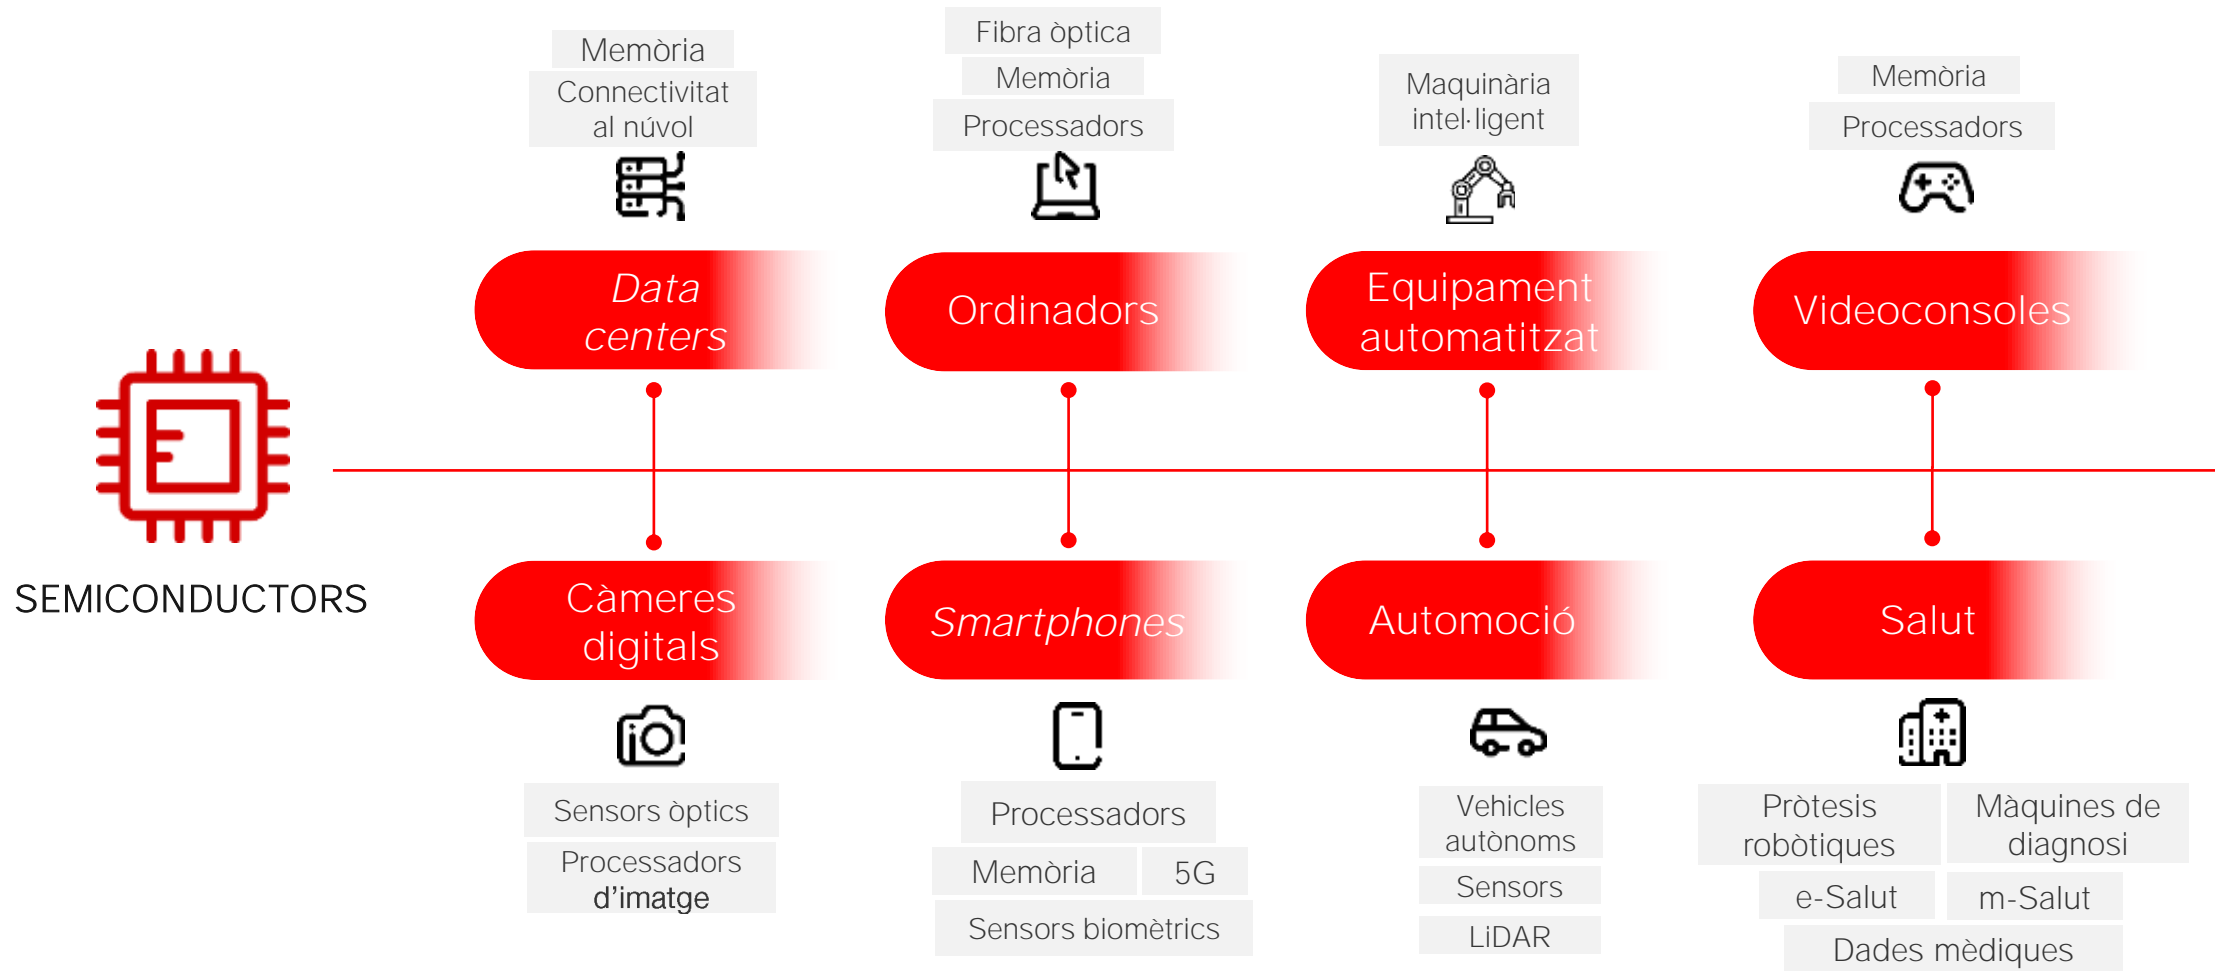 Memòria
Connectivitat
al núvol
Data
centers
Fibra òptica
Memòria
Processadors
Ordinadors
Maquinària
intel·ligent
Equipament
automatitzat
Memòria
Processadors
Videoconsoles
SEMICONDUCTORS
Càmeres
digitals
Sensors òptics
Processadors
d’imatge
Smartphones
Processadors
Memòria
5G
Sensors biomètrics
Automoció
Vehicles
autònoms
Sensors
LiDAR
Salut
Pròtesis
robòtiques
Màquines de
diagnosi
e-Salut
m-Salut
Dades mèdiques